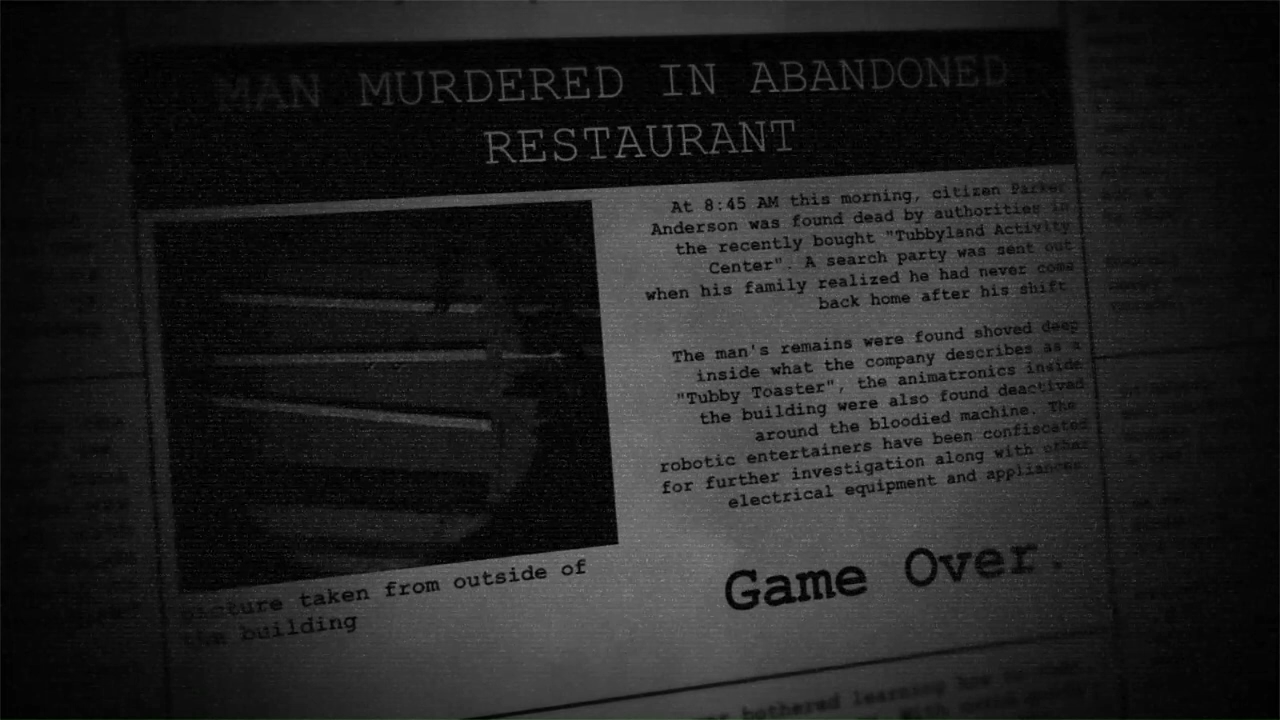 MAN MURDERED IN ABANDONED
RESTAURANT
At 8:45 AM this morning, citizen Parker
Anderson was found dead by authorities in
the recently bought "Tubbyland Activity
Center". A search party was sent out
when his family realized he had never come
back home after his shift
The man's remains were found shoved deep
inside what the company describes as a
"Tubby Toaster", the animatronics inside
the building were also found deactived
around the bloodied machine. The
robotic entertainers have been confiscated
for further investigation along with other
electrical equipment and appliances
Game Over.
picture taken from outside of
the building
bothered learning